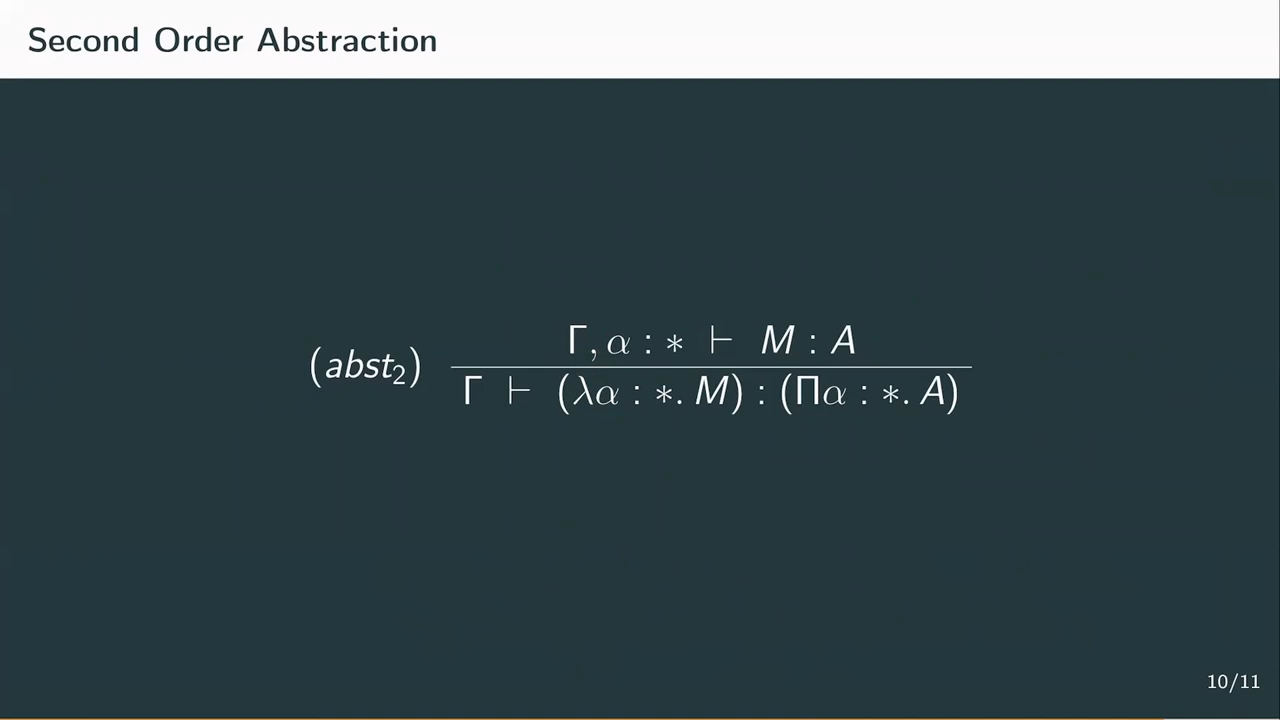 Second Order Abstraction
Γ, α : ∗ ⊢ M : A
(abst₂)
Γ ⊢ (λα : ∗. M) : (Πα : ∗. A)
10/11